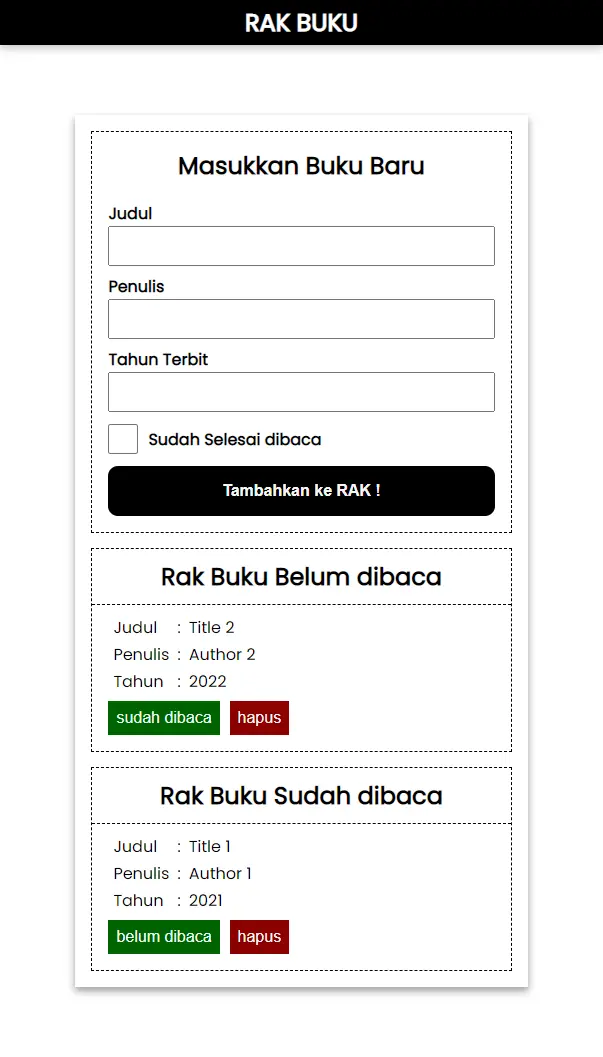 RAK BUKU
Masukkan Buku Baru
Judul
Penulis
Tahun Terbit
Sudah Selesai dibaca
Tambahkan ke RAK !
Rak Buku Belum dibaca
Judul : Title 2
Penulis : Author 2
Tahun : 2022
sudah dibaca hapus
Rak Buku Sudah dibaca
Judul : Title 1
Penulis : Author 1
Tahun : 2021
belum dibaca hapus